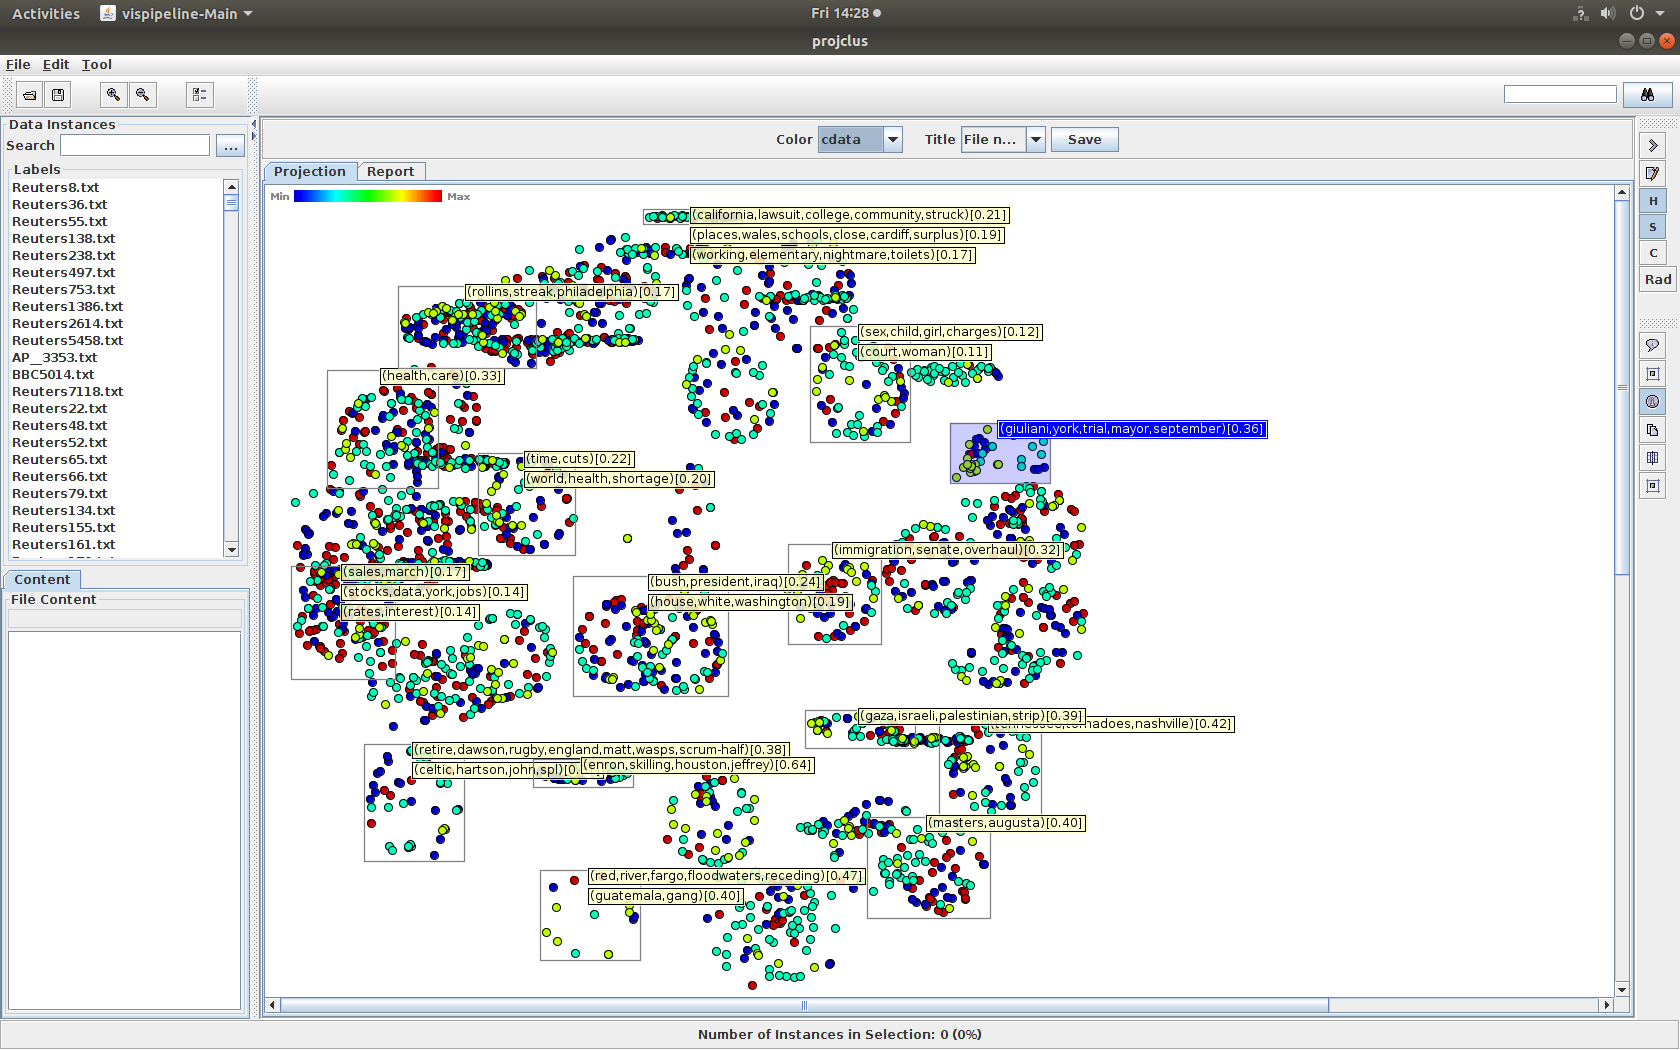 Activities
vispipeline-Main
Fri 14:28
projclus
File Edit Tool
Data Instances
Search
...
Labels
Reuters8.txt
Reuters36.txt
Reuters55.txt
Reuters138.txt
Reuters238.txt
Reuters497.txt
Reuters753.txt
Reuters1386.txt
Reuters2614.txt
Reuters5458.txt
AP__3353.txt
BBC5014.txt
Reuters7118.txt
Reuters22.txt
Reuters48.txt
Reuters52.txt
Reuters65.txt
Reuters66.txt
Reuters79.txt
Reuters134.txt
Reuters155.txt
Reuters161.txt
Content
File Content
Color cdata Title File n... Save
Projection Report
Min Max
(california,lawsuit,college,community,struck)[0.21]
(places,wales,schools,close,cardiff,surplus)[0.19]
(working,elementary,nightmare,toilets)[0.17]
(rollins,streak,philadelphia)[0.17]
(sex,child,girl,charges)[0.12]
(court,woman)[0.11]
(health,care)[0.33]
(giuliani,york,trial,mayor,september)[0.36]
(time,cuts)[0.22]
(world,health,shortage)[0.20]
(immigration,senate,overhaul)[0.32]
(sales,march)[0.17]
(stocks,data,york,jobs)[0.14]
(rates,interest)[0.14]
(bush,president,iraq)[0.24]
(house,white,washington)[0.19]
(gaza,israeli,palestinian,strip)[0.39]
nashville)[0.42]
(retire,dawson,rugby,england,matt,wasps,scrum-half)[0.38]
(celtic,hartson,john,spl)[0.
(enron,skilling,houston,jeffrey)[0.64]
(masters,augusta)[0.40]
(red,river,fargo,floodwaters,receding)[0.47]
(guatemala,gang)[0.40]
H
S
C
Rad
Number of Instances in Selection: 0 (0%)